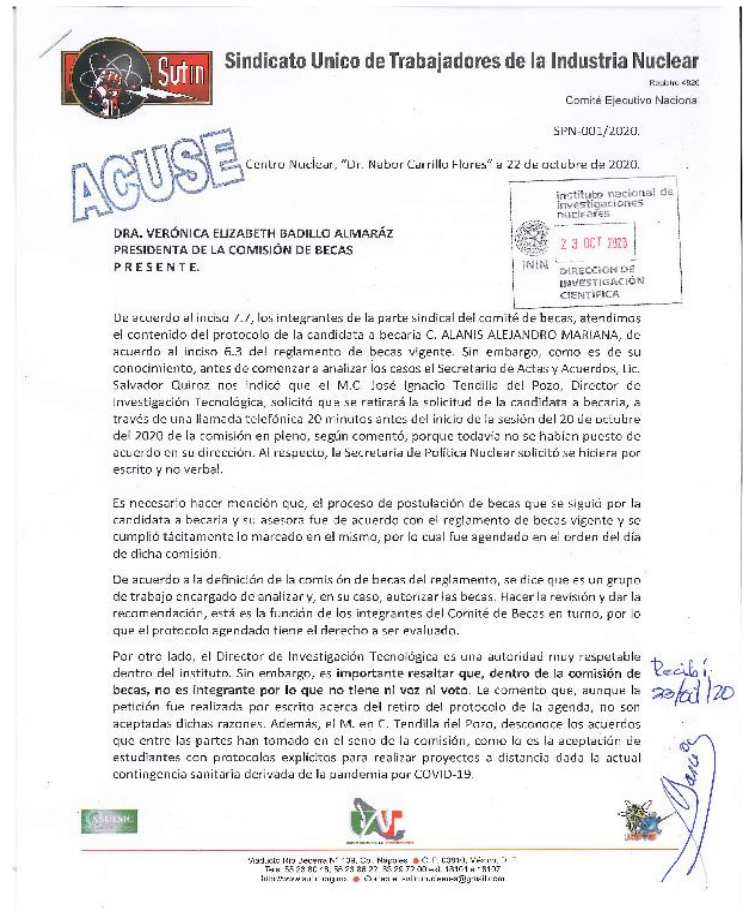 Sutin
Sindicato Unico de Trabajadores de la Industria Nuclear
Registro 4826
Comité Ejecutivo Naciona
SPN-001/2020.
ACUSE
Centro Nuclear, "Dr. Nabor Carrillo Flores" a 22 de octubre de 2020.
instituto nacional de
investigaciones
nucleares
23 OCT 2020
ININ
DIRECCIÓN DE
INVESTIGACIÓN
CIENTIFICA
DRA. VERÓNICA ELIZABETH BADILLO ALMARÁZ
PRESIDENTA DE LA COMISIÓN DE BECAS
P R E S E N T E.
De acuerdo al inciso 7.7, los integrantes de la parte sindical del comité de becas, atendimos
el contenido del protocolo de la candidata a becaria C. ALANIS ALEJANDRO MARIANA, de
acuerdo al inciso 6.3 del reglamento de becas vigente. Sin embargo, como es de su
conocimiento, antes de comenzar a analizar los casos el Secretario de Actas y Acuerdos, Lic.
Salvador Quiroz nos indicó que el M.C. José Ignacio Tendilla del Pozo, Director de
Investigación Tecnológica, solicitó que se retirará la solicitud de la candidata a becaria, a
través de una llamada telefónica 20 minutos antes del inicio de la sesión del 20 de octubre
del 2020 de la comisión en pleno, según comentó, porque todavía no se habían puesto de
acuerdo en su dirección. Al respecto, la Secretaria de Política Nuclear solicitó se hiciera por
escrito y no verbal.
Es necesario hacer mención que, el proceso de postulación de becas que se siguió por la
candidata a becaria y su asesora fue de acuerdo con el reglamento de becas vigente y se
cumplió tácitamente lo marcado en el mismo, por lo cual fue agendado en el orden del día
de dicha comisión.
De acuerdo a la definición de la comisión de becas del reglamento, se dice que es un grupo
de trabajo encargado de analizar y, en su caso, autorizar las becas. Hacer la revisión y dar la
recomendación, está es la función de los integrantes del Comité de Becas en turno, por lo
que el protocolo agendado tiene el derecho a ser evaluado.
Por otro lado, el Director de Investigación Tecnológica es una autoridad muy respetable
dentro del instituto. Sin embargo, es importante resaltar que, dentro de la comisión de
becas, no es integrante por lo que no tiene ni voz ni voto. Le comento que, aunque la
petición fue realizada por escrito acerca del retiro del protocolo de la agenda, no son
aceptadas dichas razones. Además, el M. en C. Tendilla del Pozo, desconoce los acuerdos
que entre las partes han tomado en el seno de la comisión, como lo es la aceptación de
estudiantes con protocolos explícitos para realizar proyectos a distancia dada la actual
contingencia sanitaria derivada de la pandemia por COVID-19.
Recibí
Viaducto Río Becerra N° 139, Col. Nápoles C. P. 03810, México, D. F.